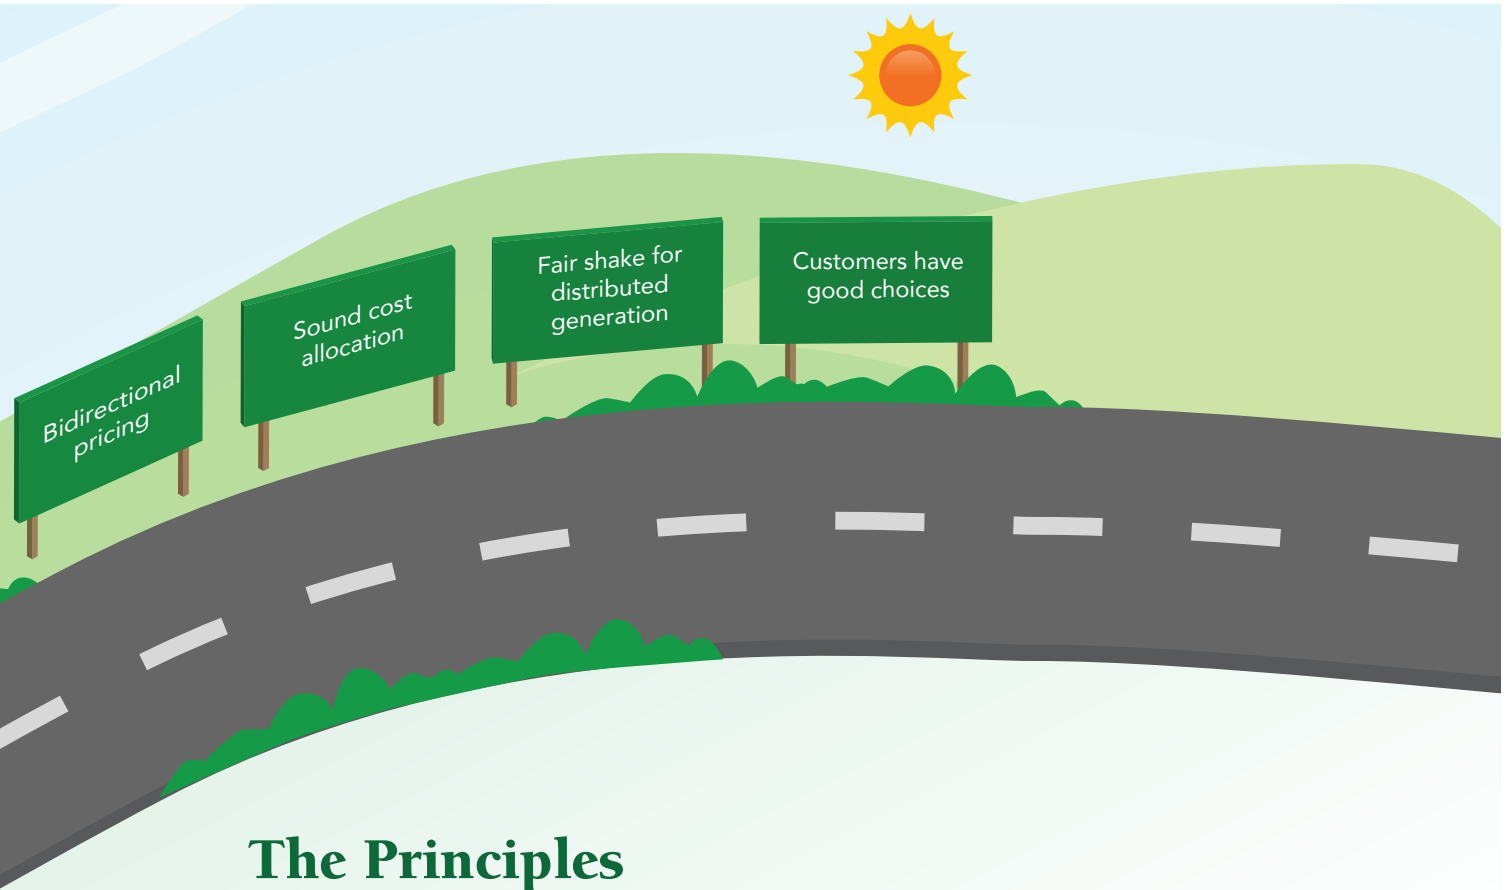 Bidirectional
pricing
Sound cost
allocation
Fair shake for
distributed
generation
Customers have
good choices
The Principles